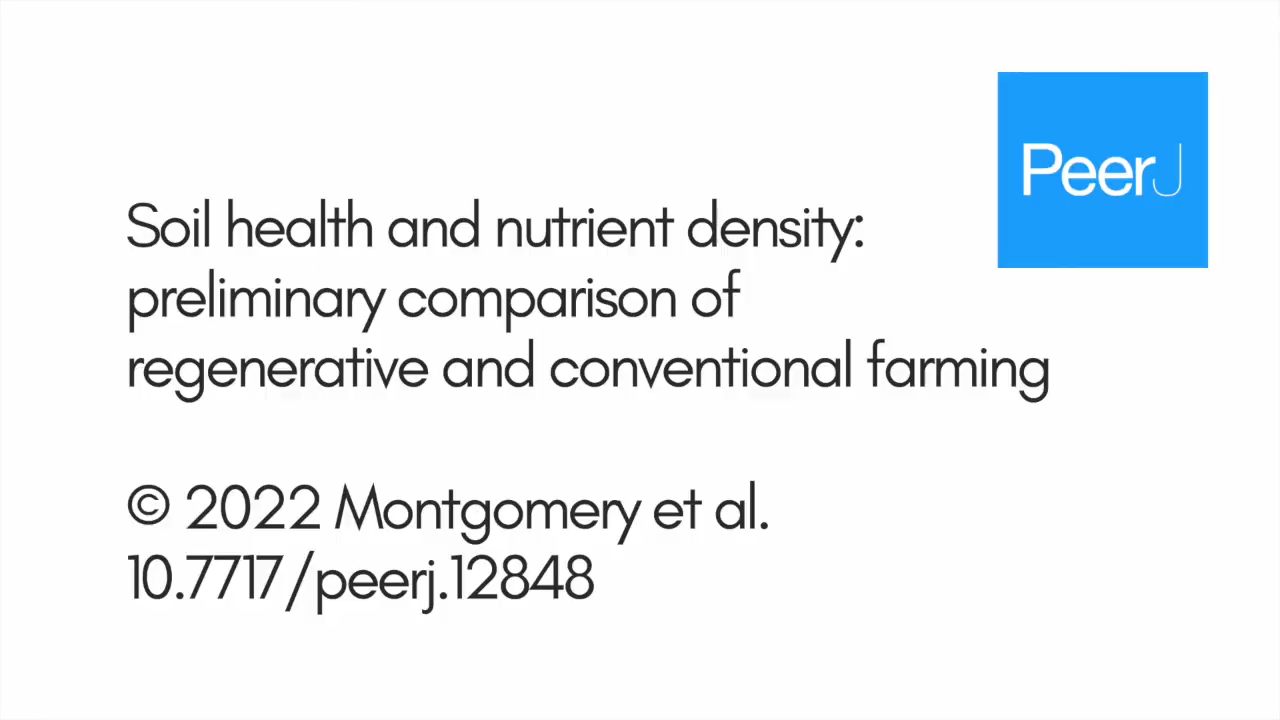 PeerJ
Soil health and nutrient density:
preliminary comparison of
regenerative and conventional farming
© 2022 Montgomery et al.
10.7717/peerj.12848